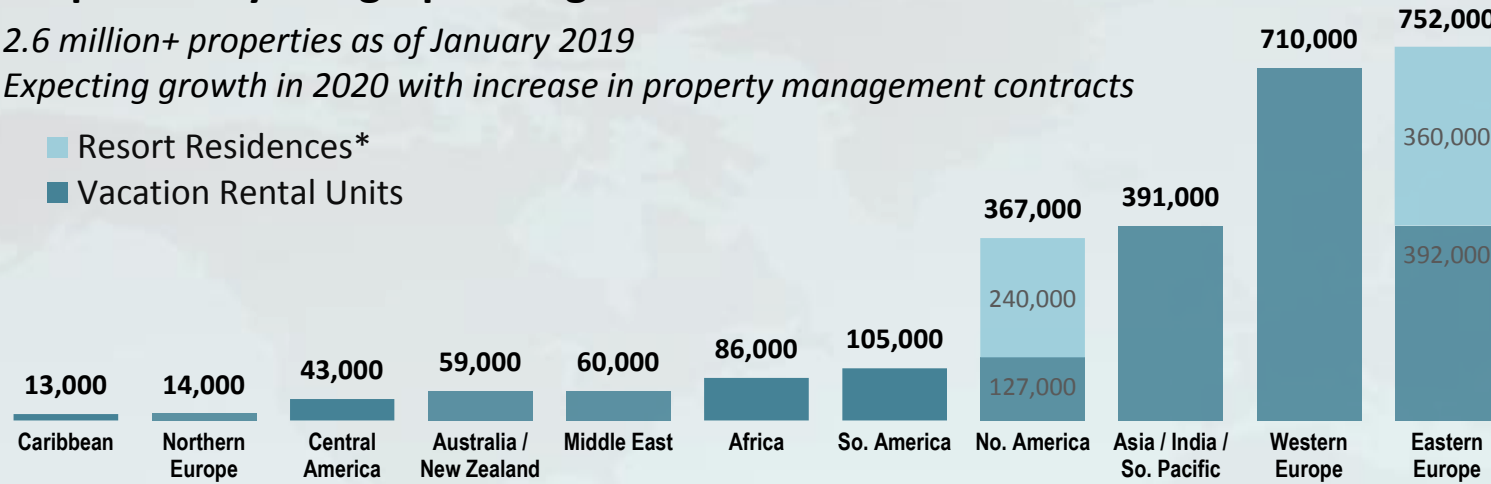 2.6 million+ properties as of January 2019
Expecting growth in 2020 with increase in property management contracts
Resort Residences*
Vacation Rental Units
13,000
14,000
43,000
59,000
60,000
86,000
105,000
367,000
240,000
127,000
391,000
710,000
752,000
360,000
392,000
Caribbean
Northern
Europe
Central
America
Australia /
New Zealand
Middle East
Africa
So. America
No. America
Asia / India /
So. Pacific
Western
Europe
Eastern
Europe